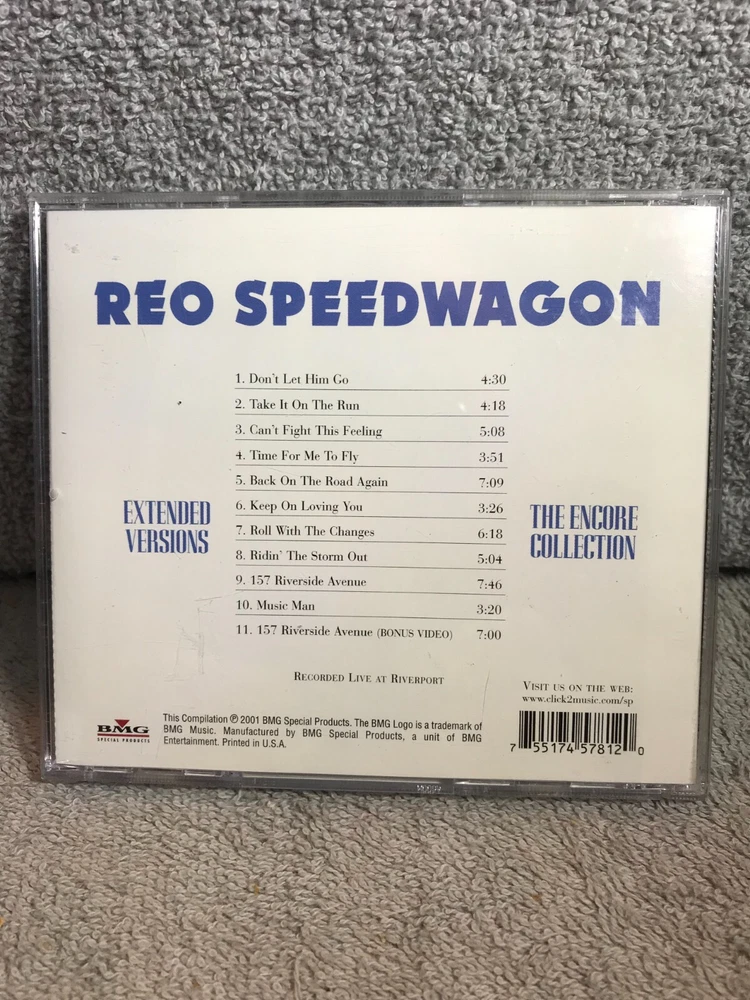 REO SPEEDWAGON
1. Don't Let Him Go 4:30
2. Take It On The Run 4:18
3. Can't Fight This Feeling 5:08
4. Time For Me To Fly 3:51
5. Back On The Road Again 7:09
6. Keep On Loving You 3:26
7. Roll With The Changes 6:18
8. Ridin' The Storm Out 5:04
9. 157 Riverside Avenue 7:46
10. Music Man 3:20
11. 157 Riverside Avenue (BONUS VIDEO) 7:00
EXTENDED
VERSIONS
THE ENCORE
COLLECTION
RECORDED LIVE AT RIVERPORT
VISIT US ON THE WEB:
www.click2music.com/sp
BMG
SPECIAL PRODUCTS
This Compilation ℗ 2001 BMG Special Products. The BMG Logo is a trademark of
BMG Music. Manufactured by BMG Special Products, a unit of BMG
Entertainment. Printed in U.S.A.
7 55174 57812 0